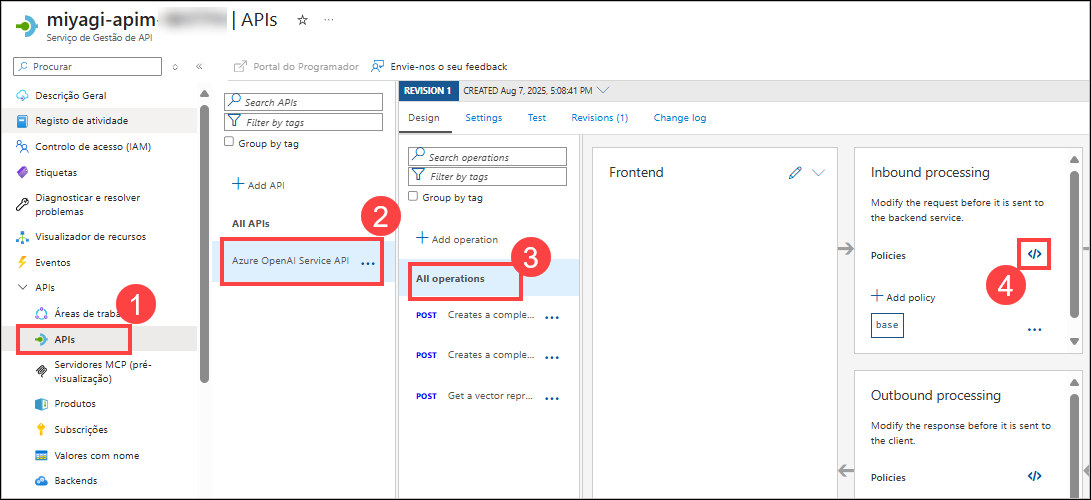 miyagi-apim- | APIs
Serviço de Gestão de API
Procurar
Portal do Programador
Envie-nos o seu feedback
Descrição Geral
Registo de atividade
Controlo de acesso (IAM)
Etiquetas
Diagnosticar e resolver
problemas
Visualizador de recursos
Eventos
APIs
1
Áreas de traba
APIs
Servidores MCP (pré-
visualização)
Produtos
Subscrições
Valores com nome
Backends
Search APIs
Filter by tags
Group by tag
Add API
All APIs
2
Azure OpenAI Service API
REVISION 1
CREATED Aug 7, 2025, 5:08:41 PM
Design
Settings
Test
Revisions (1)
Change log
Search operations
Filter by tags
Group by tag
Add operation
3
All operations
POST Creates a comple...
POST Creates a comple...
POST Get a vector repr...
Frontend
Inbound processing
Modify the request before it is sent to
the backend service.
Policies
</>
4
Add policy
base
Outbound processing
Modify the response before it is sent to
the client.
Policies
</>